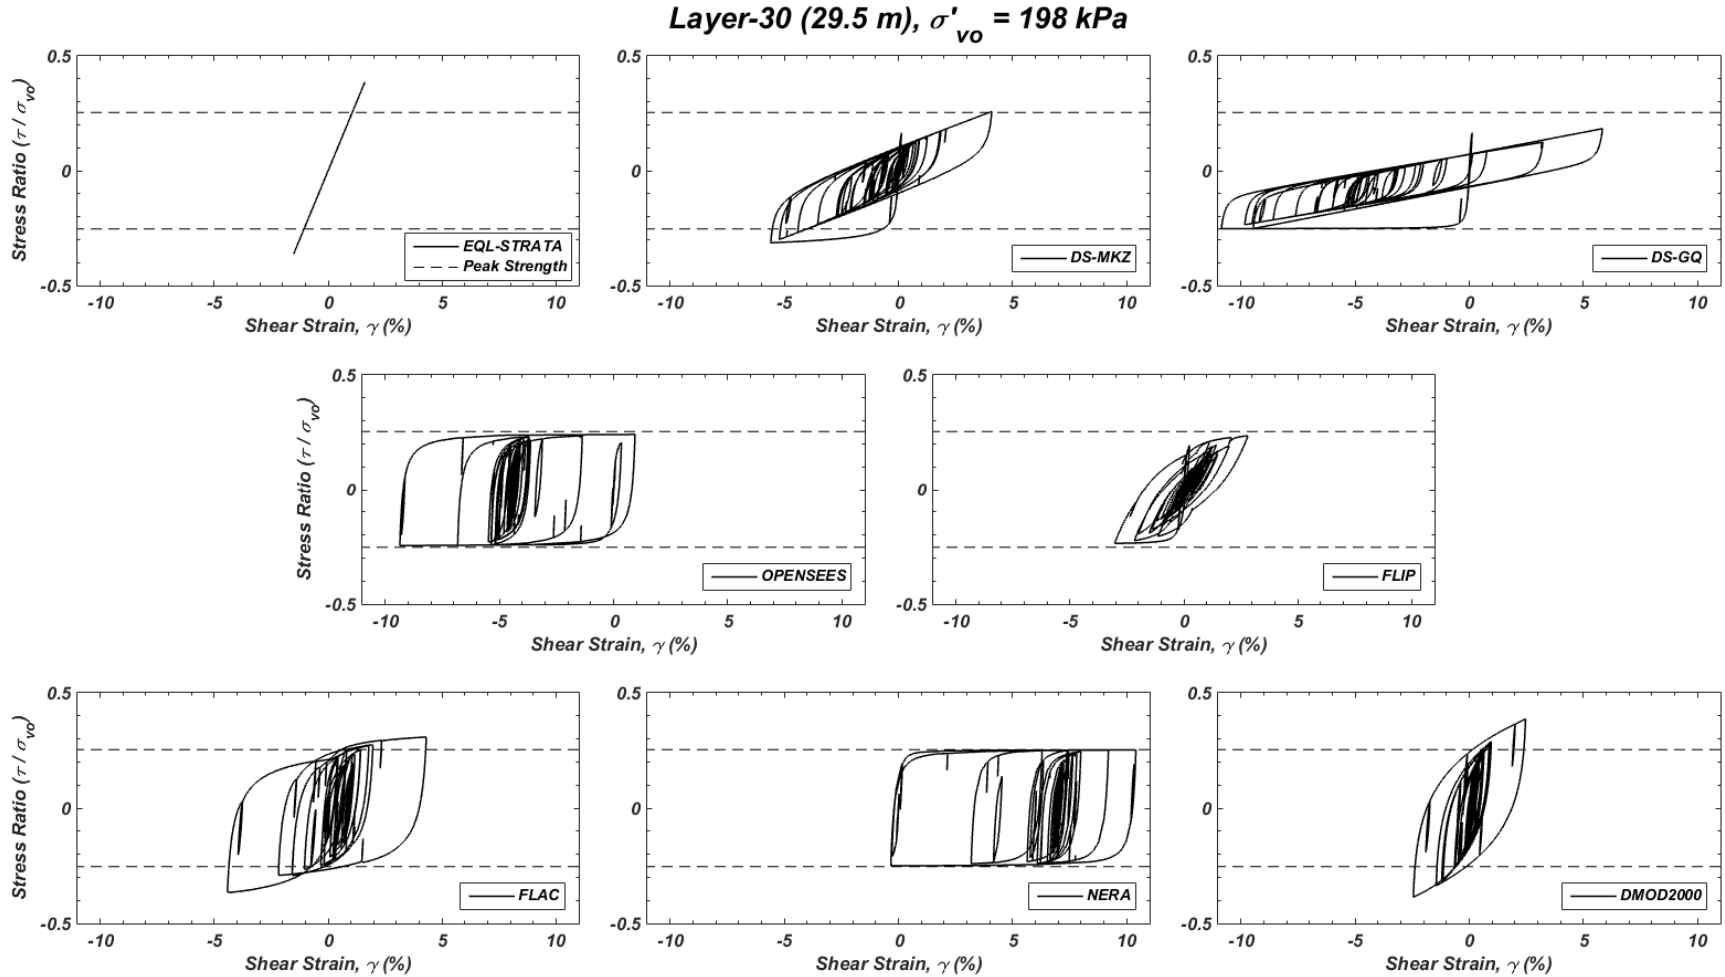 Layer-30 (29.5 m), σ'vo = 198 kPa
0.5
0
-0.5
Stress Ratio (τ / σvo)
EQL-STRATA
Peak Strength
-10 -5 0 5 10
Shear Strain, γ (%)
0.5
0
-0.5
DS-MKZ
-10 -5 0 5 10
Shear Strain, γ (%)
0.5
0
-0.5
DS-GQ
-10 -5 0 5 10
Shear Strain, γ (%)
0.5
0
-0.5
Stress Ratio (τ / σvo)
OPENSEES
-10 -5 0 5 10
Shear Strain, γ (%)
0.5
0
-0.5
FLIP
-10 -5 0 5 10
Shear Strain, γ (%)
0.5
0
-0.5
Stress Ratio (τ / σvo)
FLAC
-10 -5 0 5 10
Shear Strain, γ (%)
0.5
0
-0.5
NERA
-10 -5 0 5 10
Shear Strain, γ (%)
0.5
0
-0.5
DMOD2000
-10 -5 0 5 10
Shear Strain, γ (%)